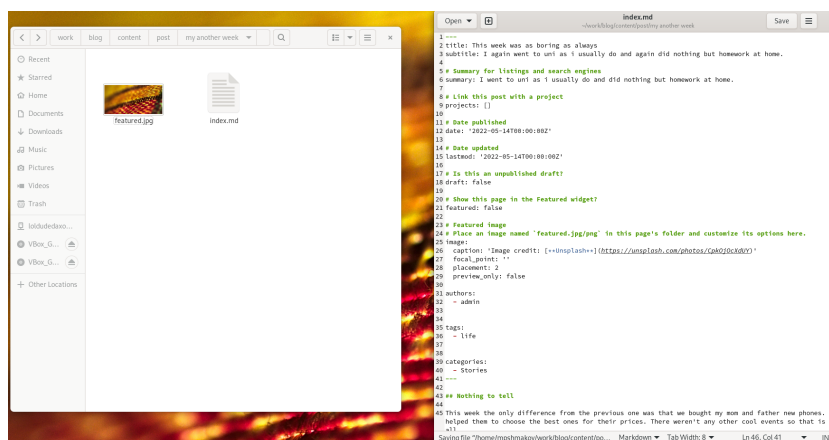 work
blog
content
post
my another week
Recent
Starred
Home
Documents
Downloads
Music
Pictures
Videos
Trash
loldudedaxo...
VBox_G...
VBox_G...
+ Other Locations
featured.jpg
index.md
Open
index.md
~/work/blog/content/post/my another week
Save
1 ---
2 title: This week was as boring as always
3 subtitle: I again went to uni as i usually do and again did nothing but homework at home.
4
5 # Summary for listings and search engines
6 summary: I went to uni as i usually do and did nothing but homework at home.
7
8 # Link this post with a project
9 projects: []
10
11 # Date published
12 date: '2022-05-14T00:00:00Z'
13
14 # Date updated
15 lastmod: '2022-05-14T00:00:00Z'
16
17 # Is this an unpublished draft?
18 draft: false
19
20 # Show this page in the Featured widget?
21 featured: false
22
23 # Featured image
24 # Place an image named `featured.jpg/png` in this page's folder and customize its options here.
25 image:
26 caption: 'Image credit: [**Unsplash**](https://unsplash.com/photos/CpkOjOcXdUY)'
27 focal_point: ''
28 placement: 2
29 preview_only: false
30
31 authors:
32 - admin
33
34
35 tags:
36 - life
37
38
39 categories:
40 - Stories
41 ---
42
43 ## Nothing to tell
44
45 This week the only difference from the previous one was that we bought my mom and father new phones.
helped them to choose the best ones for their prices. There weren't any other cool events so that is
all
Saving file "/home/mpshmakov/work/blog/content/po...
Markdown
Tab Width: 8
Ln 46, Col 41
IN